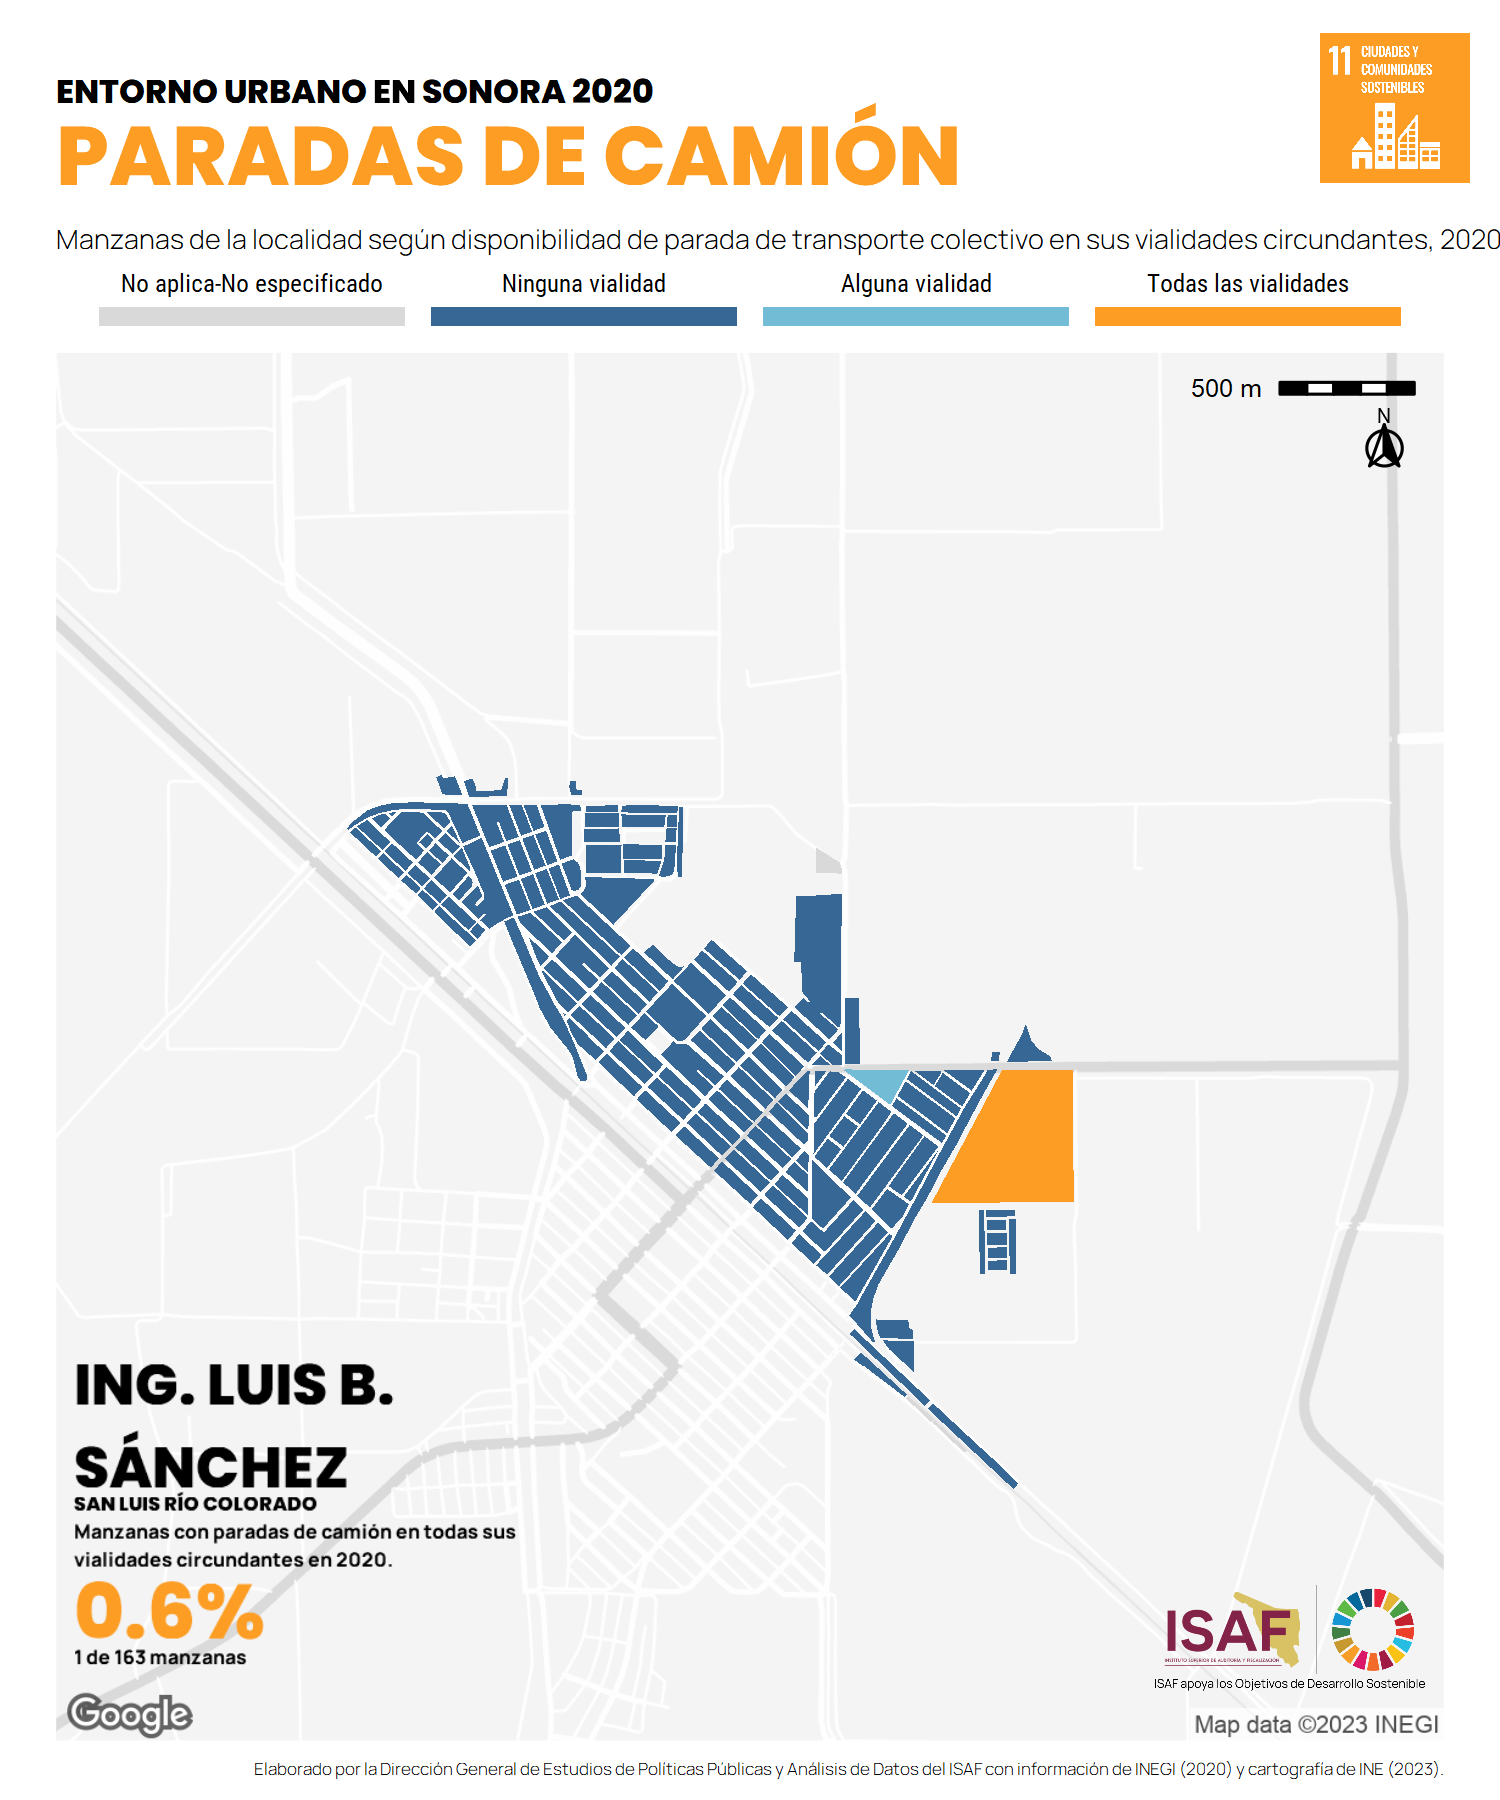 ENTORNO URBANO EN SONORA 2020
PARADAS DE CAMIÓN
11 CIUDADES Y
COMUNIDADES
SOSTENIBLES
Manzanas de la localidad según disponibilidad de parada de transporte colectivo en sus vialidades circundantes, 2020
No aplica-No especificado
Ninguna vialidad
Alguna vialidad
Todas las vialidades
500 m
N
ING. LUIS B.
SÁNCHEZ
SAN LUIS RÍO COLORADO
Manzanas con paradas de camión en todas sus
vialidades circundantes en 2020.
0.6%
1 de 163 manzanas
Google
ISAF
INSTITUTO SUPERIOR DE AUDITORÍA Y FISCALIZACIÓN
ISAF apoya los Objetivos de Desarrollo Sostenible
Map data ©2023 INEGI
Elaborado por la Dirección General de Estudios de Políticas Públicas y Análisis de Datos del ISAF con información de INEGI (2020) y cartografía de INE (2023).